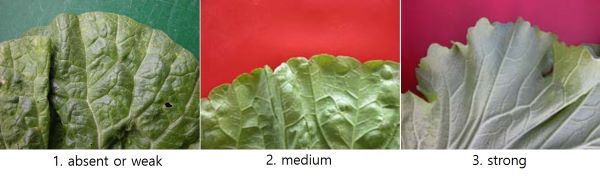 1. absent or weak
2. medium
3. strong